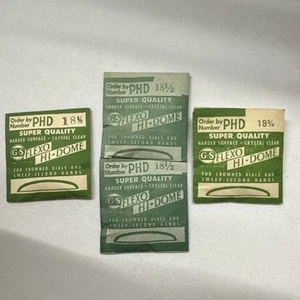 Order by Number PHD 18⅛
SUPER QUALITY
HARDER SURFACE - CRYSTAL CLEAR
GS FLEXO
HI-DOME
FOR CROWNED DIALS AND
SWEEP-SECOND HANDS
Order by Number PHD 18½
SUPER QUALITY
HARDER SURFACE - CRYSTAL CLEAR
GS FLEXO
HI-DOME
Order by Number PHD 18½
SUPER QUALITY
HARDER SURFACE - CRYSTAL CLEAR
GS FLEXO
HI-DOME
FOR CROWNED DIALS AND
SWEEP-SECOND HANDS
Order by Number PHD 18¾
SUPER QUALITY
HARDER SURFACE - CRYSTAL CLEAR
GS FLEXO
HI-DOME
FOR CROWNED DIALS AND
SWEEP-SECOND HANDS